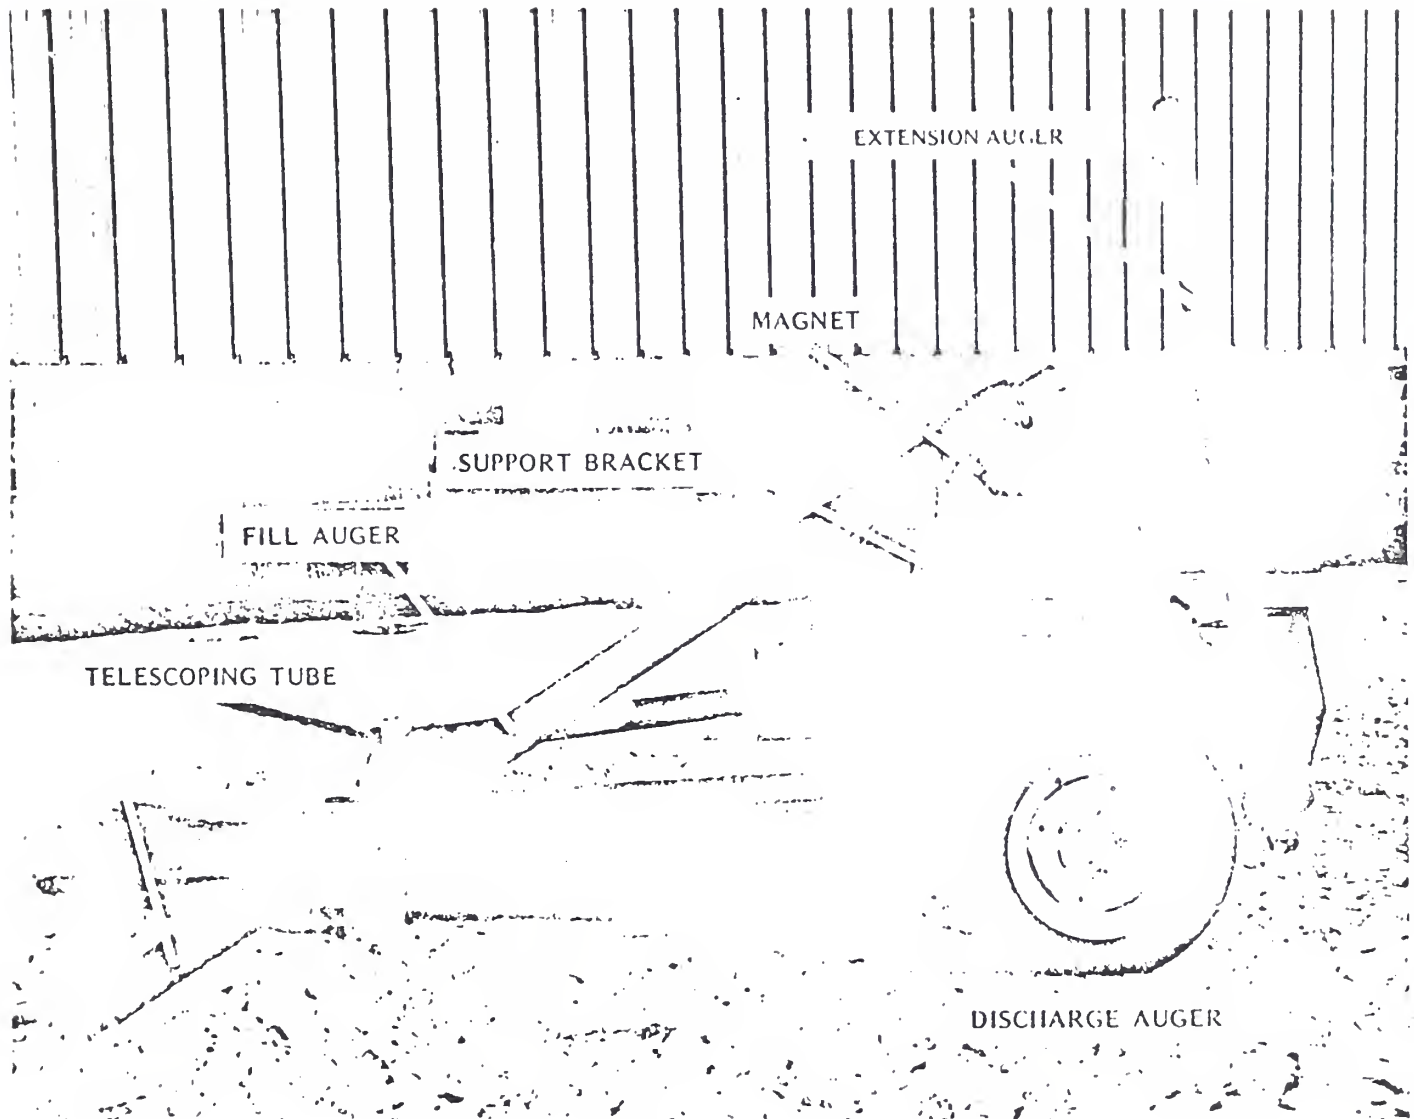 EXTENSION AUGER
MAGNET
SUPPORT BRACKET
FILL AUGER
TELESCOPING TUBE
DISCHARGE AUGER